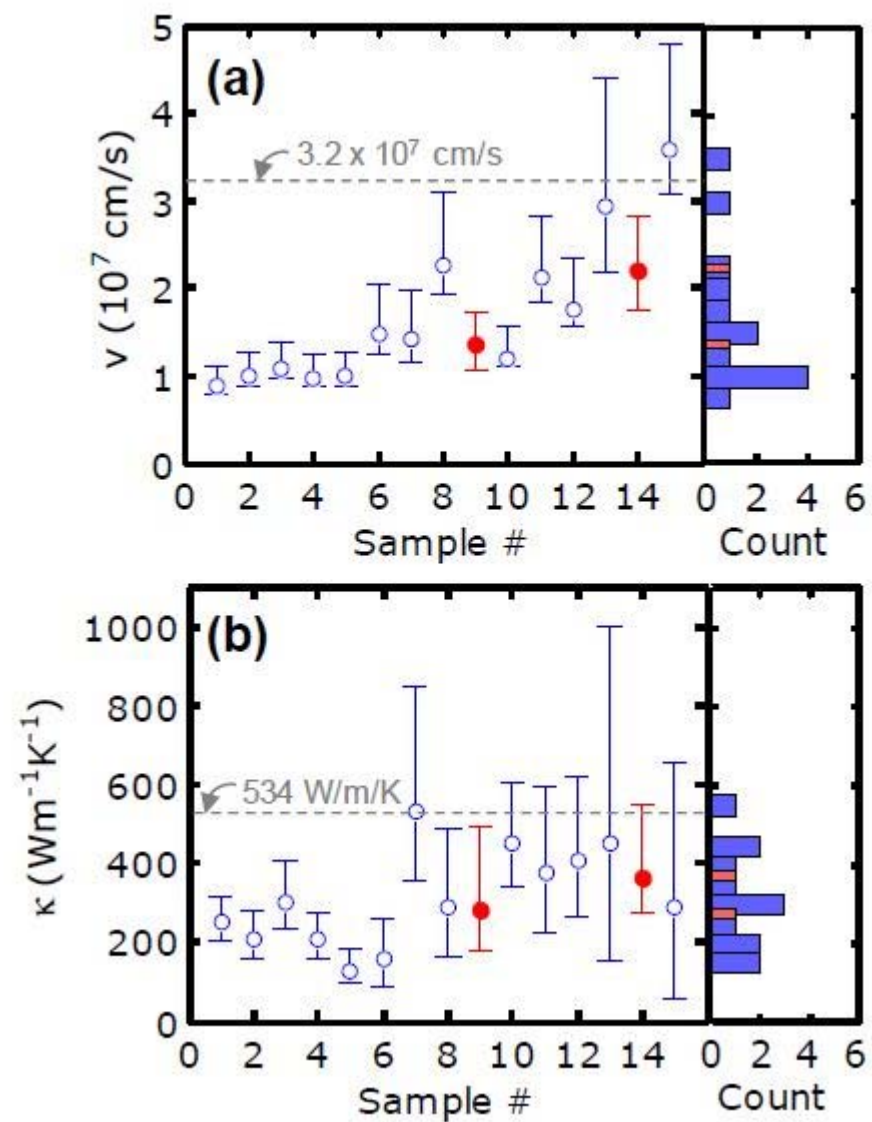 (a)
3.2 x 10⁷ cm/s
v (10⁷ cm/s)
5
4
3
2
1
0
0 2 4 6 8 10 12 14
Sample #
0 2 4 6
Count
(b)
534 W/m/K
κ (Wm⁻¹K⁻¹)
1000
800
600
400
200
0
0 2 4 6 8 10 12 14
Sample #
0 2 4 6
Count